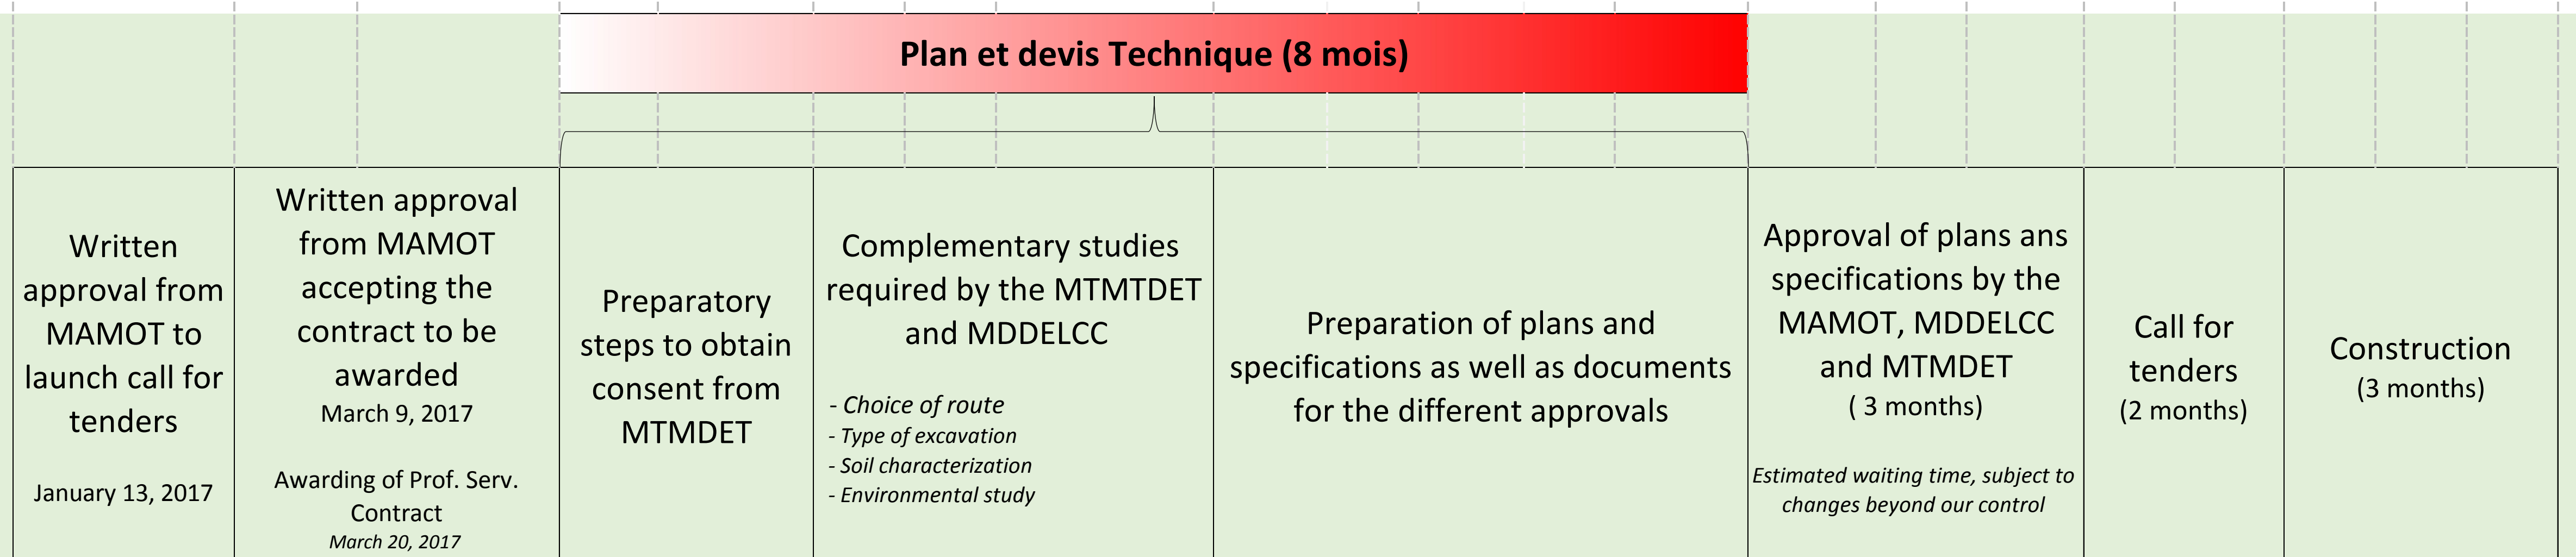 Plan et devis Technique (8 mois)
Written
approval from
MAMOT to
launch call for
tenders
January 13, 2017
Written approval
from MAMOT
accepting the
contract to be
awarded
March 9, 2017
Awarding of Prof. Serv.
Contract
March 20, 2017
Preparatory
steps to obtain
consent from
MTMDET
Complementary studies
required by the MTMTDET
and MDDELCC
- Choice of route
- Type of excavation
- Soil characterization
- Environmental study
Preparation of plans and
specifications as well as documents
for the different approvals
Approval of plans ans
specifications by the
MAMOT, MDDELCC
and MTMDET
( 3 months)
Estimated waiting time, subject to
changes beyond our control
Call for
tenders
(2 months)
Construction
(3 months)